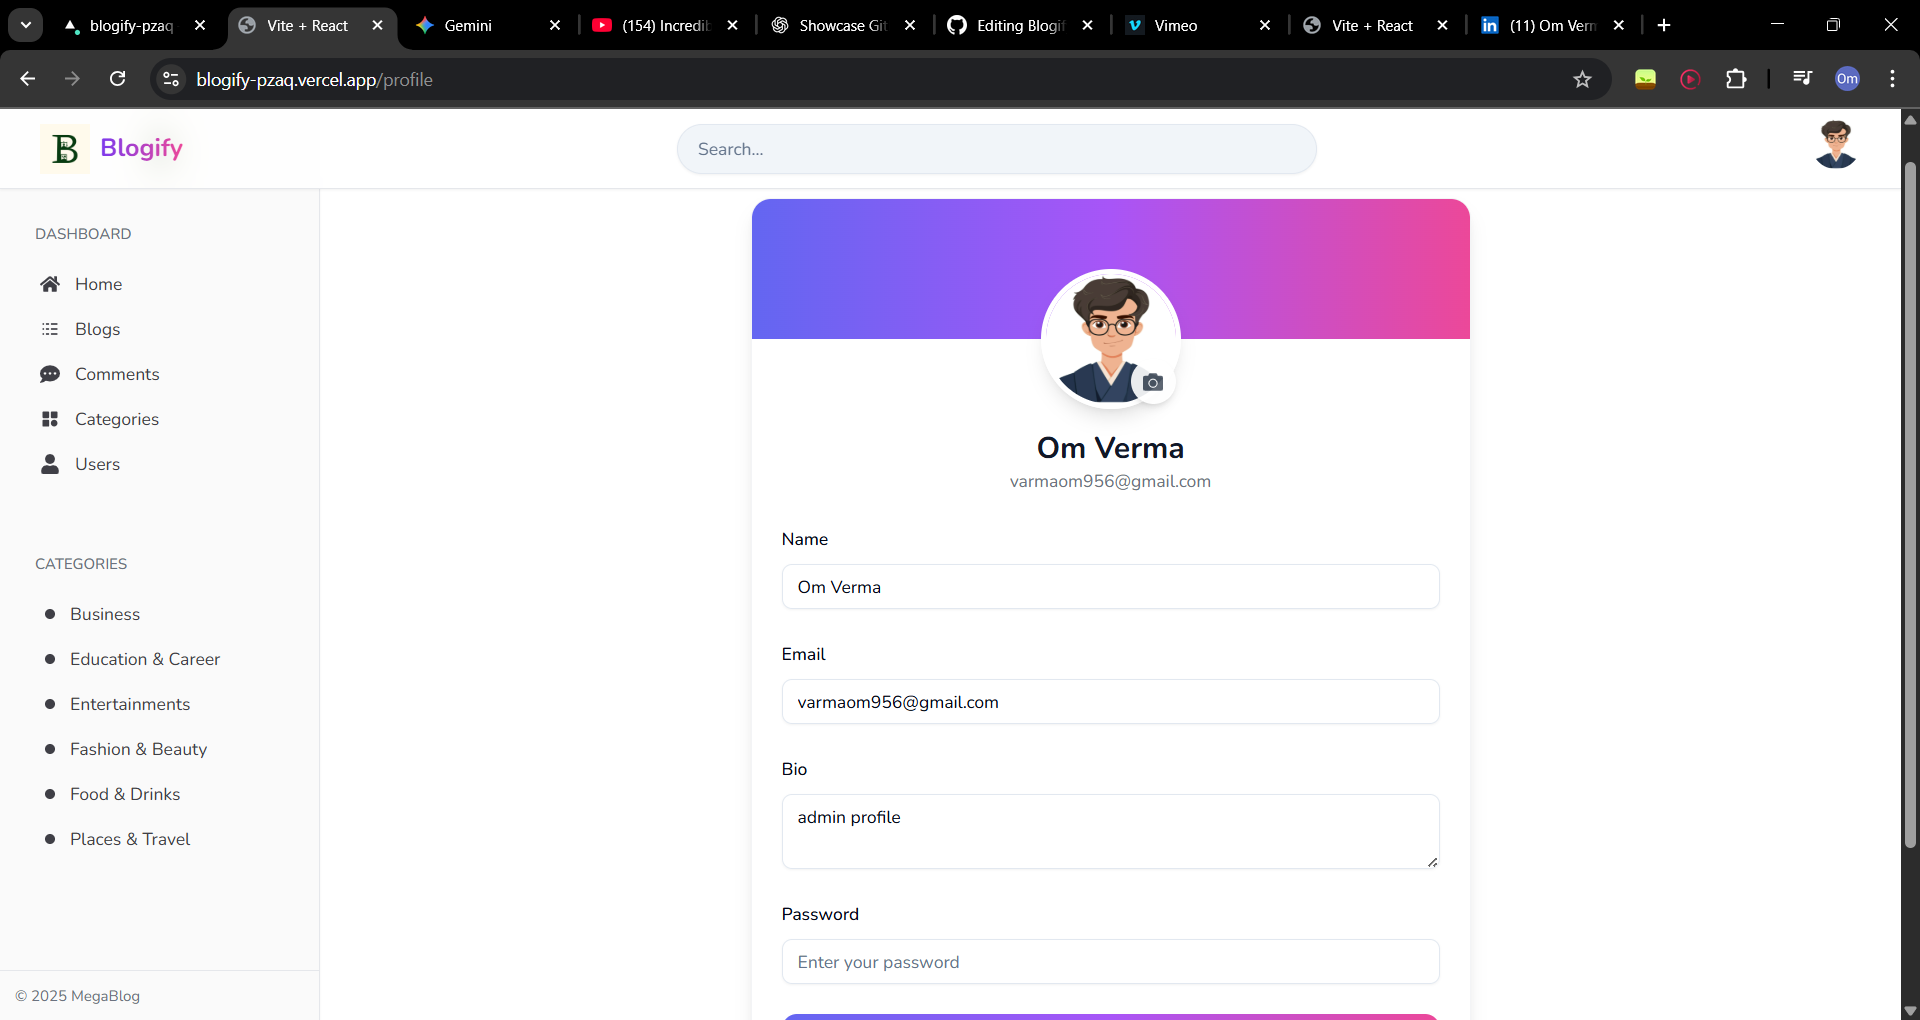 blogify-pzaq
Vite + React
Gemini
(154) Incredib
Showcase Git
Editing Blogif
Vimeo
Vite + React
(11) Om Verm
blogify-pzaq.vercel.app/profile
Om
B
Blogify
Search...
DASHBOARD
Home
Blogs
Comments
Categories
Users
CATEGORIES
Business
Education & Career
Entertainments
Fashion & Beauty
Food & Drinks
Places & Travel
© 2025 MegaBlog
Om Verma
varmaom956@gmail.com
Name
Om Verma
Email
varmaom956@gmail.com
Bio
admin profile
Password
Enter your password